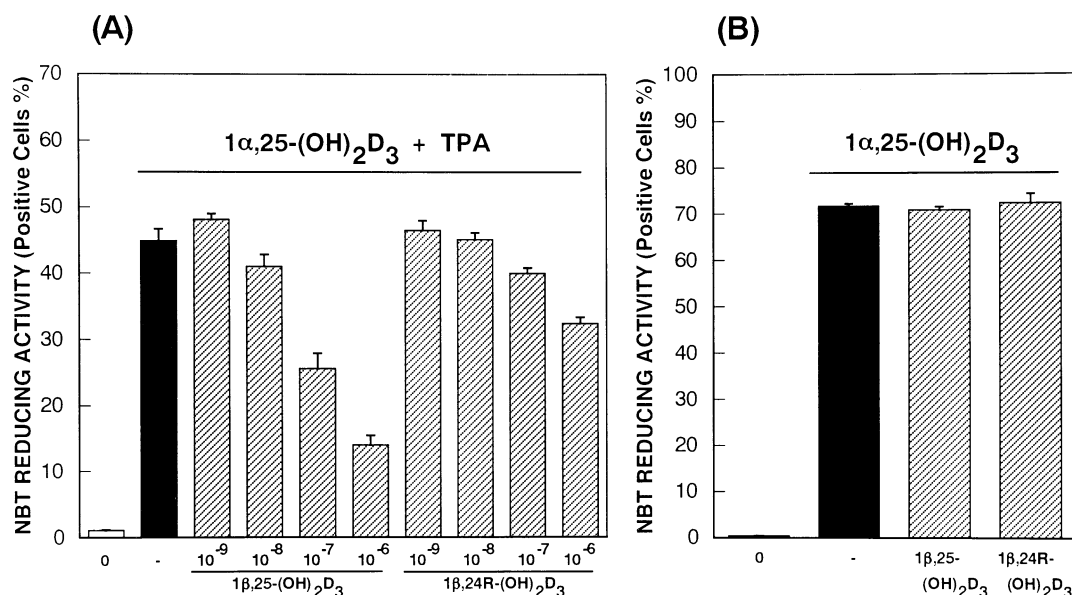 (A)
NBT REDUCING ACTIVITY (Positive Cells %)
70
60
50
40
30
20
10
0
1α,25-(OH)₂D₃ + TPA
0
-
10⁻⁹
10⁻⁸
10⁻⁷
10⁻⁶
10⁻⁹
10⁻⁸
10⁻⁷
10⁻⁶
1β,25-(OH)₂D₃
1β,24R-(OH)₂D₃
(B)
NBT REDUCING ACTIVITY (Positive Cells %)
100
90
80
70
60
50
40
30
20
10
0
1α,25-(OH)₂D₃
0
-
1β,25-
(OH)₂D₃
1β,24R-
(OH)₂D₃